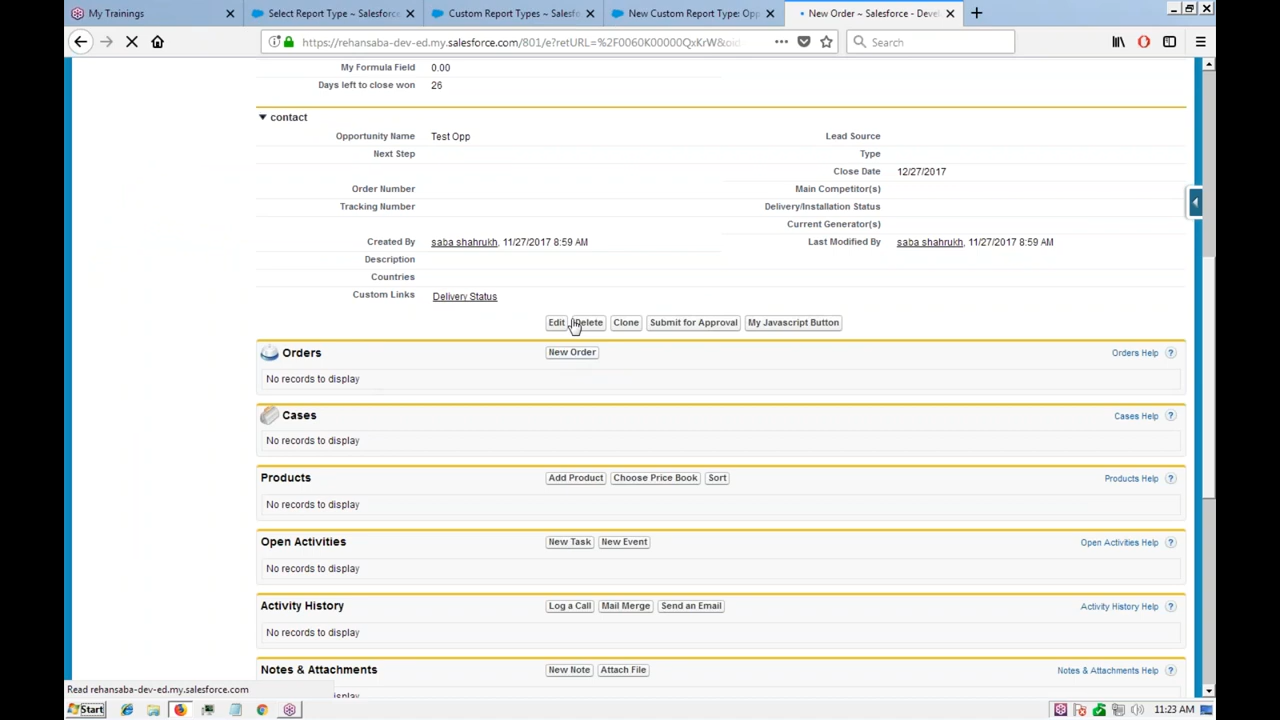 My Trainings
Select Report Type ~ Salesforce
Custom Report Types ~ Salesfo
New Custom Report Type: Opp
New Order ~ Salesforce - Devel
https://rehansaba-dev-ed.my.salesforce.com/801/e?retURL=%2F0060K00000QxKrW&
Search
My Formula Field 0.00
Days left to close won 26
contact
Opportunity Name Test Opp Lead Source
Next Step Type
Close Date 12/27/2017
Order Number Main Competitor(s)
Tracking Number Delivery/Installation Status
Current Generator(s)
Created By saba shahrukh, 11/27/2017 8:59 AM Last Modified By saba shahrukh, 11/27/2017 8:59 AM
Description
Countries
Custom Links Delivery Status
Edit Delete Clone Submit for Approval My Javascript Button
Orders New Order Orders Help ?
No records to display
Cases Cases Help ?
No records to display
Products Add Product Choose Price Book Sort Products Help ?
No records to display
Open Activities New Task New Event Open Activities Help ?
No records to display
Activity History Log a Call Mail Merge Send an Email Activity History Help ?
No records to display
Notes & Attachments New Note Attach File Notes & Attachments Help ?
Read rehansaba-dev-ed.my.salesforce.com
Start 11:23 AM